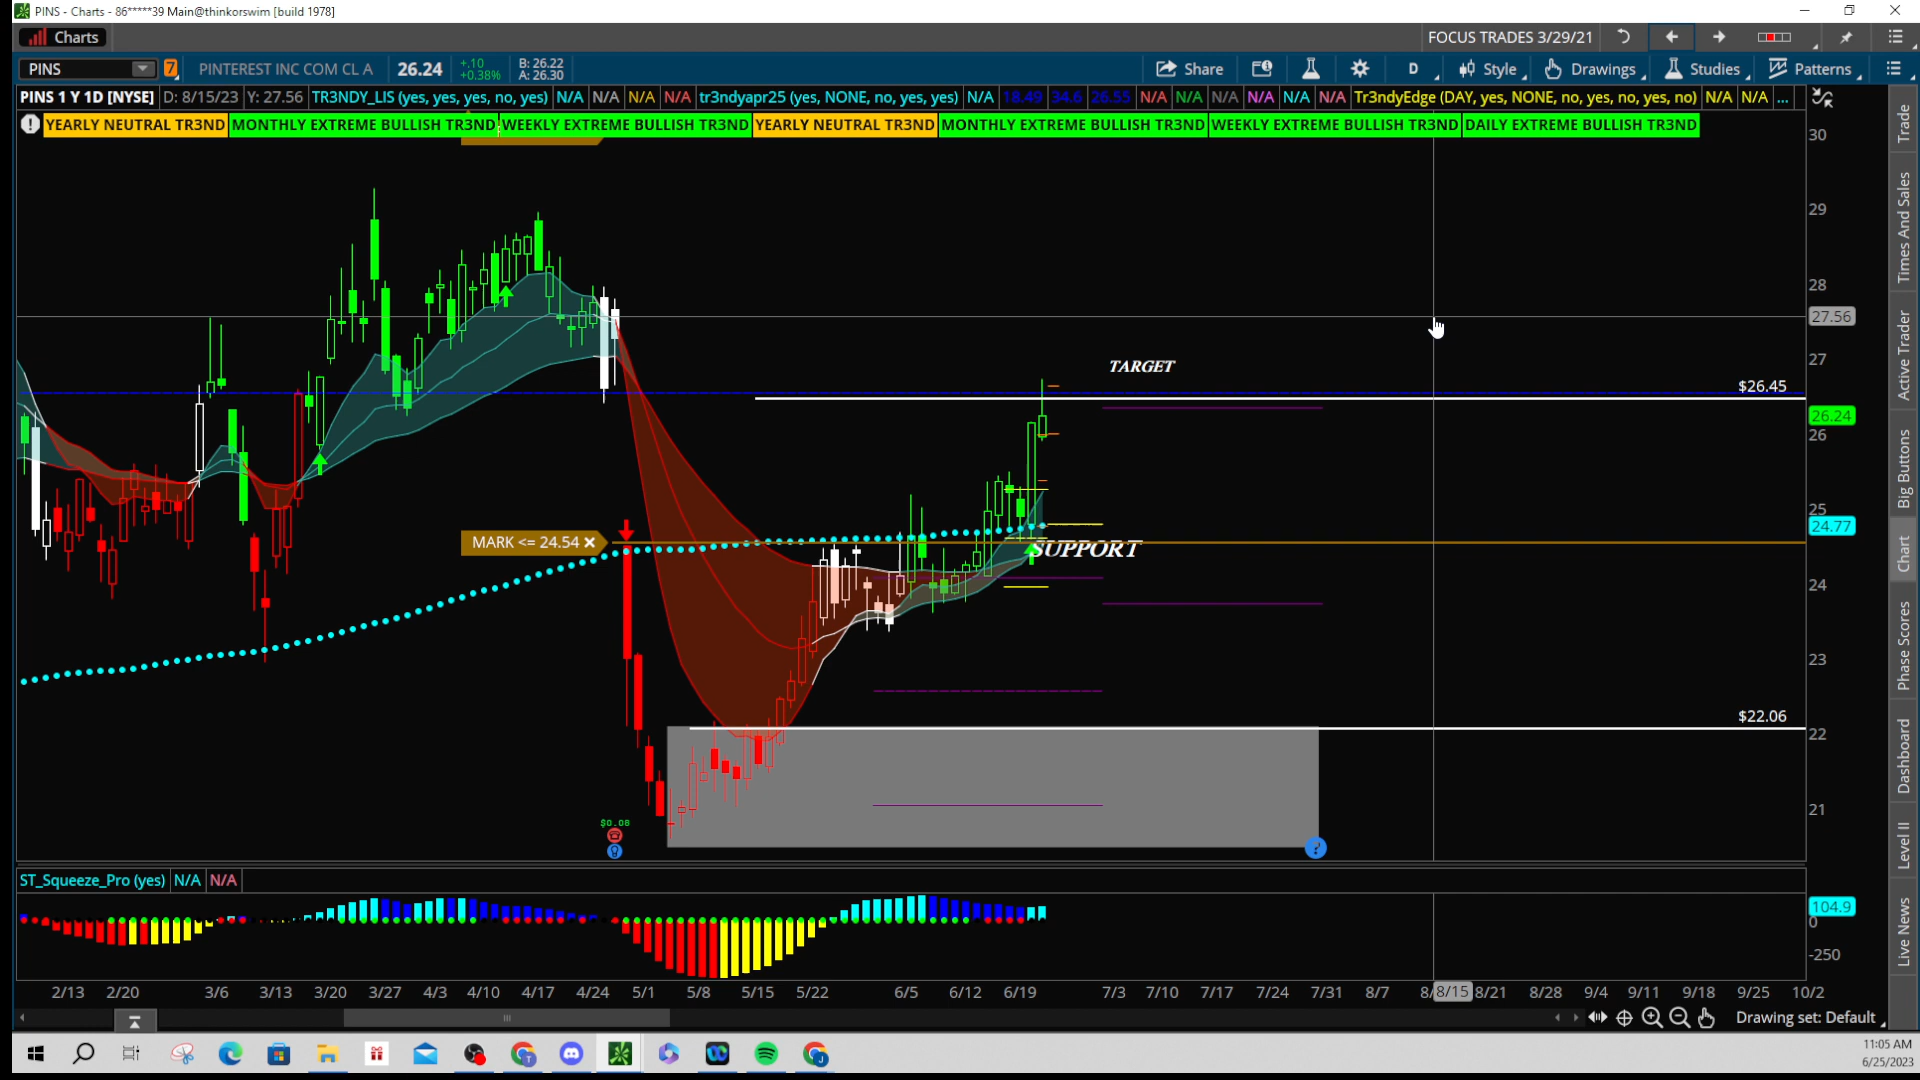 PINS - Charts - 86*****39 Main@thinkorswim [build 1978]
Charts
FOCUS TRADES 3/29/21
PINS
7
PINTEREST INC COM CL A
26.24
+.10
+0.38%
B: 26.22
A: 26.30
Share
D
Style
Drawings
Studies
Patterns
PINS 1 Y 1D [NYSE] D: 8/15/23 Y: 27.56 TR3NDY_LIS (yes, yes, yes, no, yes) N/A N/A N/A N/A tr3ndyapr25 (yes, NONE, no, yes, yes) N/A 18.49 34.6 26.55 N/A N/A N/A N/A N/A N/A Tr3ndyEdge (DAY, yes, NONE, no, yes, no, yes, no) N/A N/A ...
YEARLY NEUTRAL TR3ND MONTHLY EXTREME BULLISH TR3ND WEEKLY EXTREME BULLISH TR3ND YEARLY NEUTRAL TR3ND MONTHLY EXTREME BULLISH TR3ND WEEKLY EXTREME BULLISH TR3ND DAILY EXTREME BULLISH TR3ND
30
29
28
27.56
27
TARGET
$26.45
26.24
26
25
24.77
MARK <= 24.54
SUPPORT
24
23
$22.06
22
21
$0.08
ST_Squeeze_Pro (yes) N/A N/A
104.9
0
-250
2/13 2/20 3/6 3/13 3/20 3/27 4/3 4/10 4/17 4/24 5/1 5/8 5/15 5/22 6/5 6/12 6/19 7/3 7/10 7/17 7/24 7/31 8/7 8/15 8/21 8/28 9/4 9/11 9/18 9/25 10/2
Drawing set: Default
Trade
Times And Sales
Active Trader
Big Buttons
Chart
Phase Scores
Dashboard
Level II
Live News
11:05 AM
6/25/2023